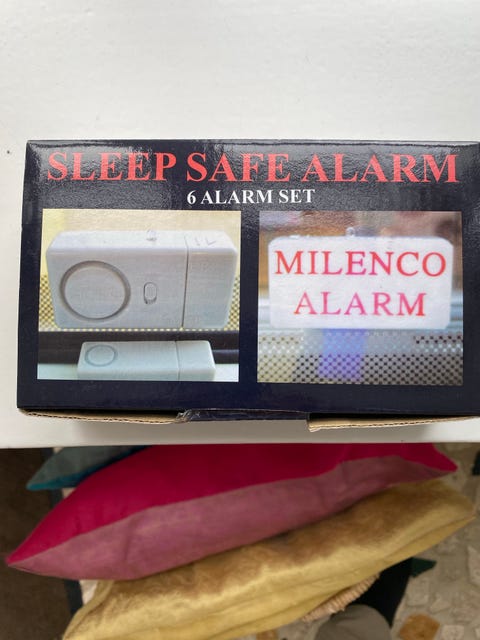 SLEEP SAFE ALARM
6 ALARM SET
MILENCO
ALARM